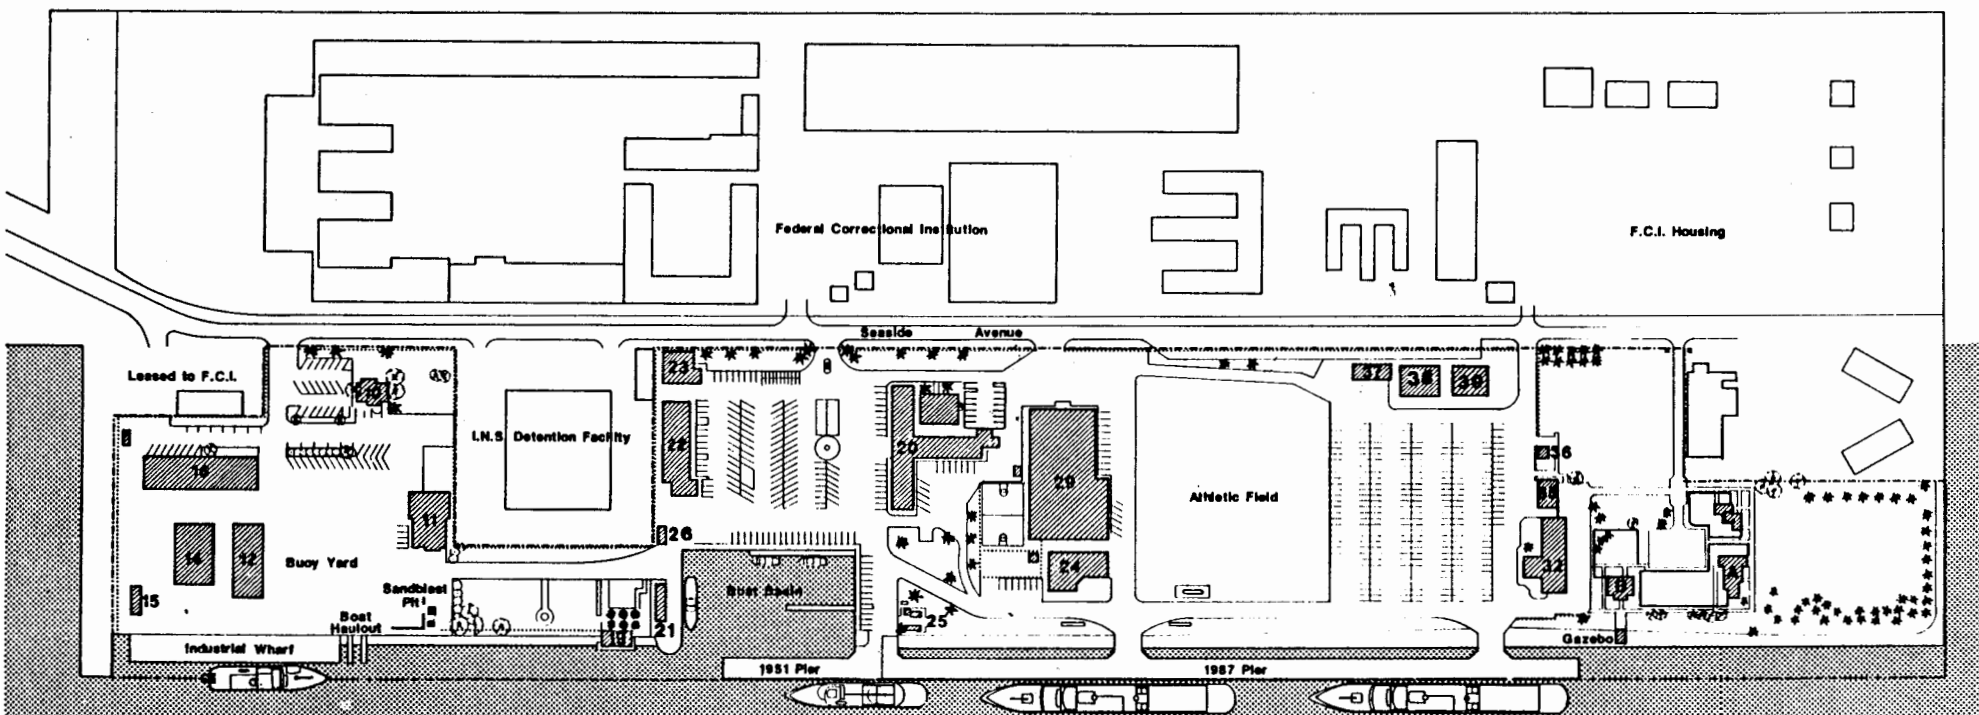 Federal Correctional Institution
F.C.I. Housing
Seaside Avenue
Leased to F.C.I.
23
37
38
39
10
I.N.S. Detention Facility
22
20
36
16
29
Athletic Field
35
11
26
14
12
Buoy Yard
24
32
A
B
Sandblast
Pit
Boat Basin
15
Boat
Haulout
21
25
Gazebo
Industrial Wharf
1951 Pier
1987 Pier